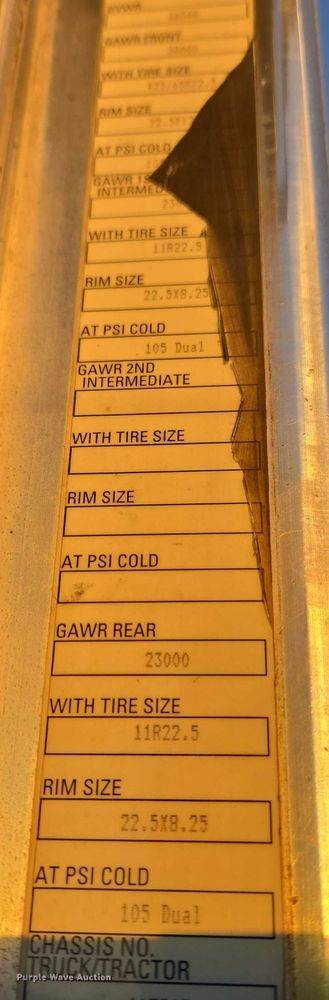 GVWR
GAWR FRONT
20000
WITH TIRE SIZE
RIM SIZE
AT PSI COLD
GAWR
INTERMED
WITH TIRE SIZE
11R22.5
RIM SIZE
22.5X8.25
AT PSI COLD
105 Dual
GAWR 2ND
INTERMEDIATE
WITH TIRE SIZE
RIM SIZE
AT PSI COLD
GAWR REAR
23000
WITH TIRE SIZE
11R22.5
RIM SIZE
22.5X8.25
AT PSI COLD
105 Dual
CHASSIS NO.
TRUCK/TRACTOR
Purple Wave Auction